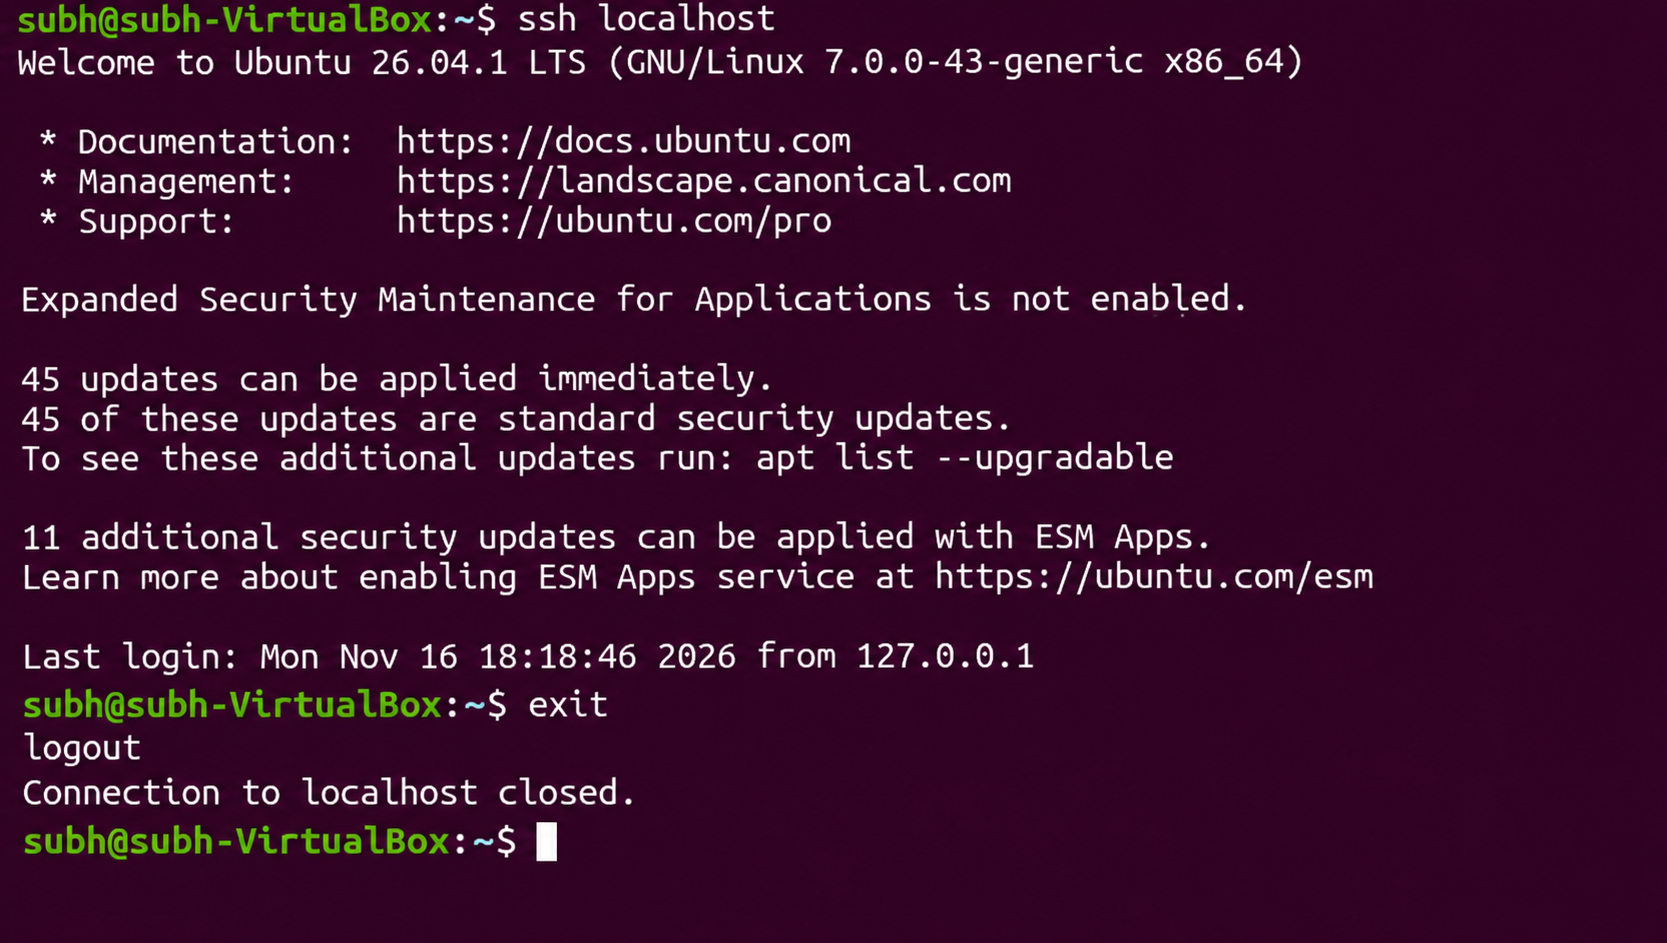 subh@subh-VirtualBox:~$ ssh localhost
Welcome to Ubuntu 26.04.1 LTS (GNU/Linux 7.0.0-43-generic x86_64)
* Documentation: https://docs.ubuntu.com
* Management: https://landscape.canonical.com
* Support: https://ubuntu.com/pro
Expanded Security Maintenance for Applications is not enabled.
45 updates can be applied immediately.
45 of these updates are standard security updates.
To see these additional updates run: apt list --upgradable
11 additional security updates can be applied with ESM Apps.
Learn more about enabling ESM Apps service at https://ubuntu.com/esm
Last login: Mon Nov 16 18:18:46 2026 from 127.0.0.1
subh@subh-VirtualBox:~$ exit
logout
Connection to localhost closed.
subh@subh-VirtualBox:~$